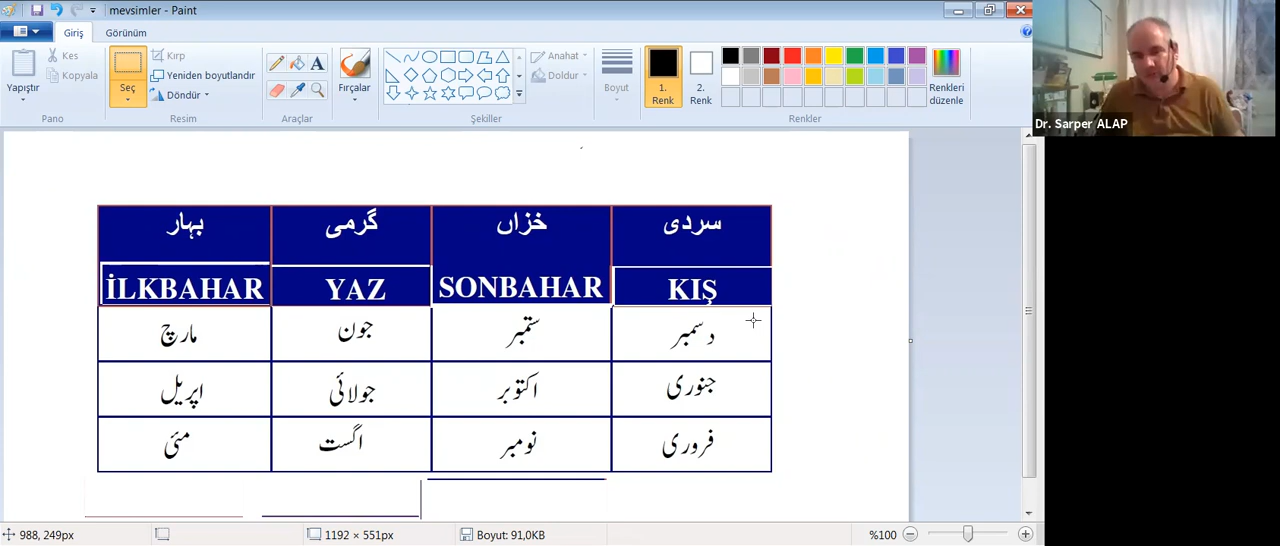 mevsimler - Paint
Giriş Görünüm
Yapıştır
Kes
Kopyala
Pano
Seç
Kırp
Yeniden boyutlandır
Döndür
Resim
Araçlar
Fırçalar
Anahat
Doldur
Şekiller
Boyut
1. Renk
2. Renk
Renkleri düzenle
Renkler
Dr. Sarper ALAP
بہار گرمی خزاں سردی
İLKBAHAR YAZ SONBAHAR KIŞ
مارچ جون ستمبر دسمبر
اپریل جولائی اکتوبر جنوری
مئی اگست نومبر فروری
988, 249px 1192 × 551px Boyut: 91,0KB %100